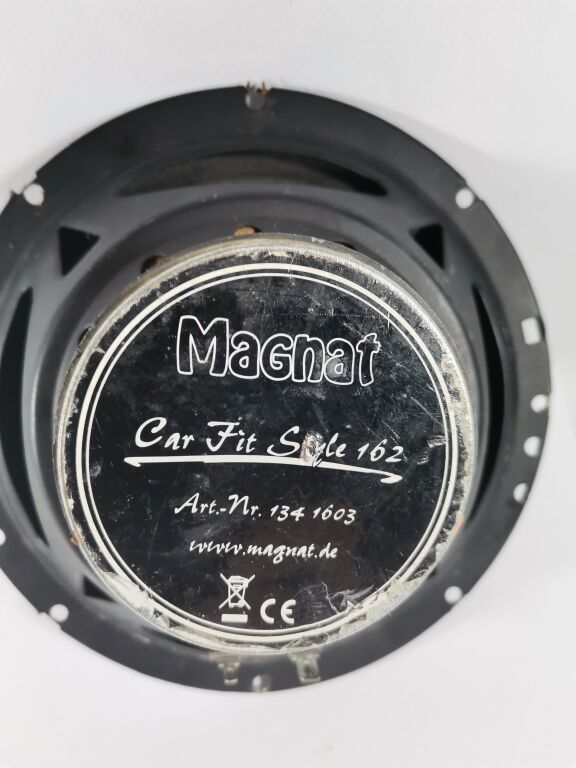 Magnat
Car Fit Style 162
Art.-Nr. 134 1603
www.magnat.de
CE